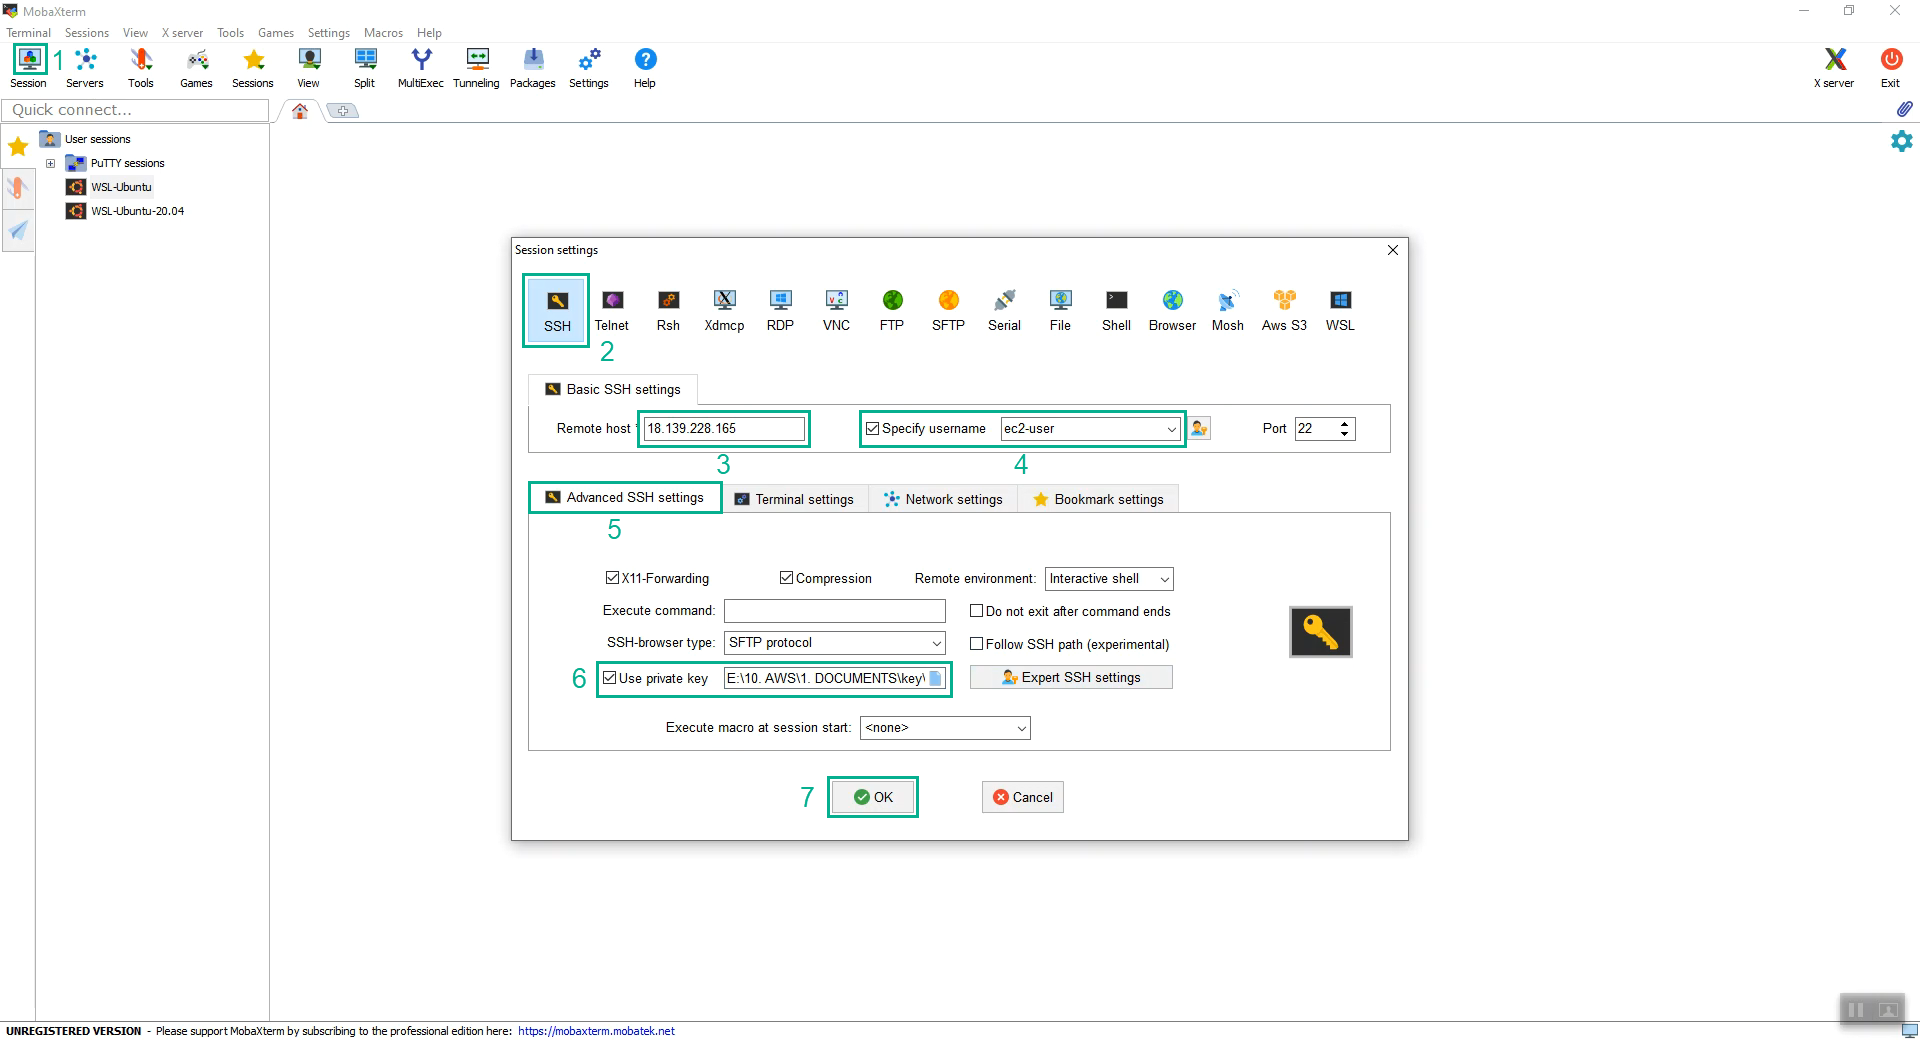 MobaXterm
Terminal Sessions View X server Tools Games Settings Macros Help
1
Session Servers Tools Games Sessions View Split MultiExec Tunneling Packages Settings Help X server Exit
Quick connect...
User sessions
PuTTY sessions
WSL-Ubuntu
WSL-Ubuntu-20.04
Session settings
SSH Telnet Rsh Xdmcp RDP VNC FTP SFTP Serial File Shell Browser Mosh Aws S3 WSL
2
Basic SSH settings
Remote host * 18.139.228.165 Specify username ec2-user Port 22
3 4
Advanced SSH settings Terminal settings Network settings Bookmark settings
5
X11-Forwarding Compression Remote environment: Interactive shell
Execute command: Do not exit after command ends
SSH-browser type: SFTP protocol Follow SSH path (experimental)
6 Use private key E:\10. AWS\1. DOCUMENTS\key\ Expert SSH settings
Execute macro at session start: <none>
7 OK Cancel
UNREGISTERED VERSION - Please support MobaXterm by subscribing to the professional edition here: https://mobaxterm.mobatek.net